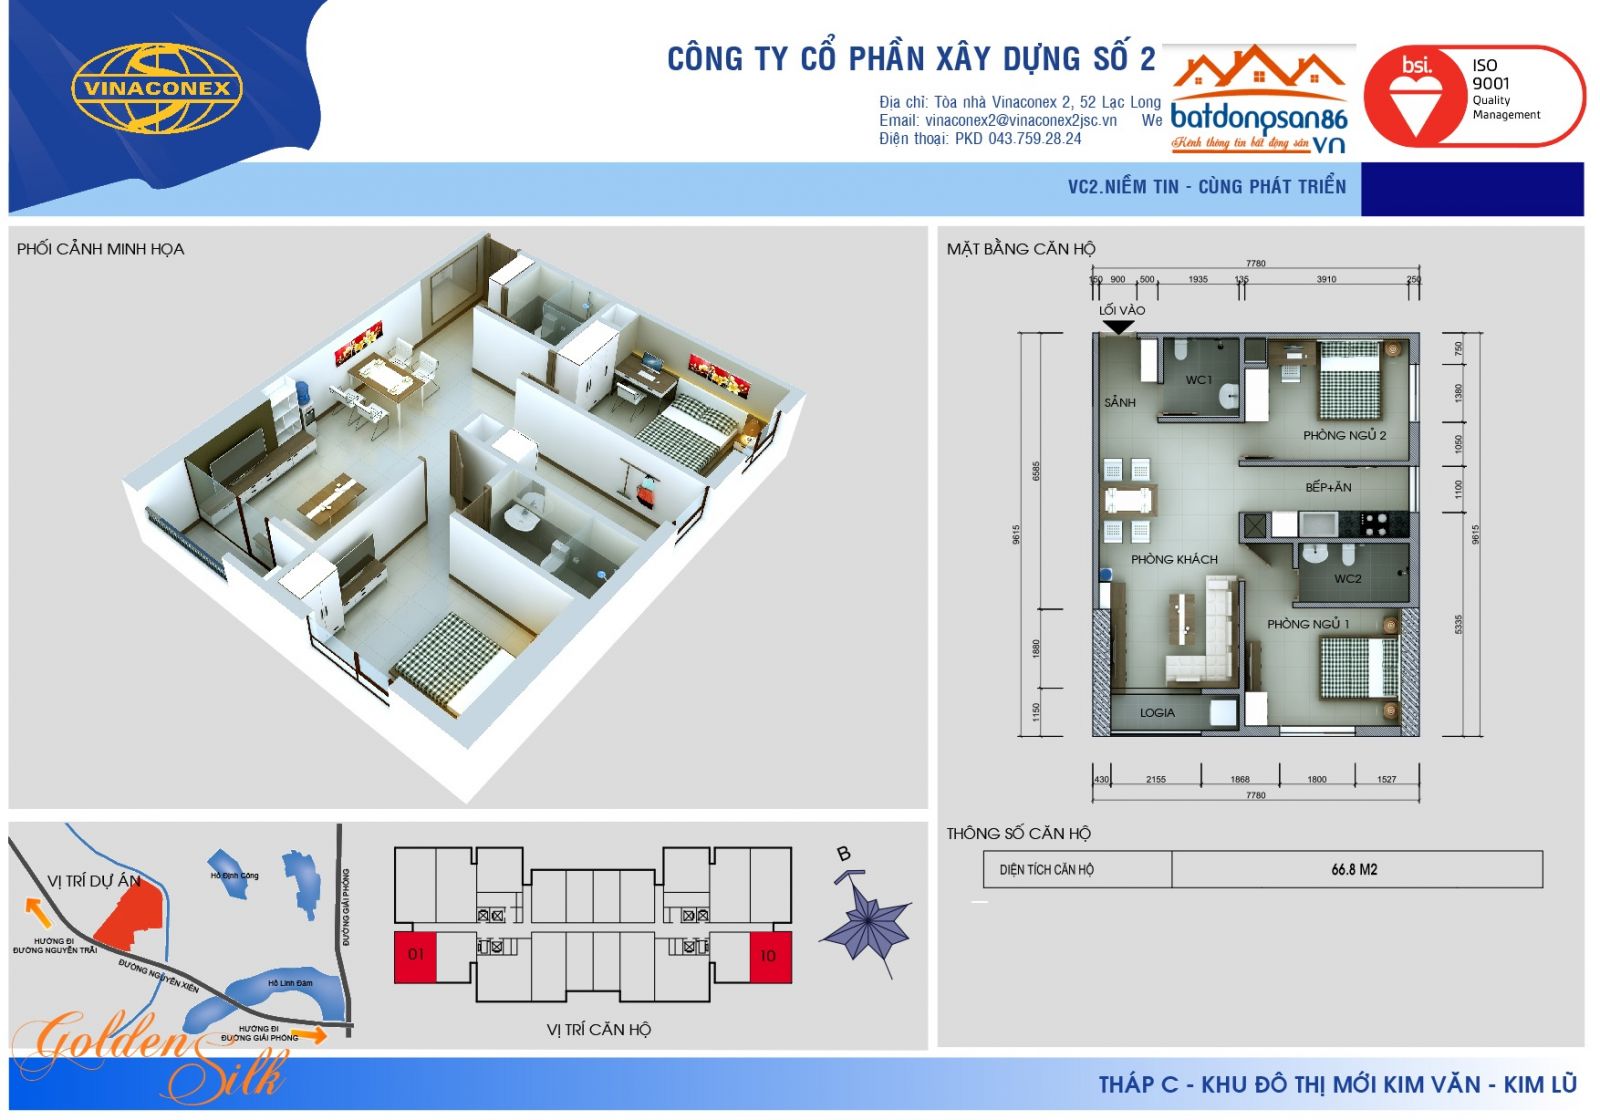 VINACONEX
CÔNG TY CỔ PHẦN XÂY DỰNG SỐ 2
Địa chỉ: Tòa nhà Vinaconex 2, 52 Lạc Long
Email: vinaconex2@vinaconex2jsc.vn We
Điện thoại: PKD 043.759.28.24
batdongsan86
Kênh thông tin bất động sản VN
bsi.
ISO
9001
Quality
Management
VC2.NIỀM TIN - CÙNG PHÁT TRIỂN
PHỐI CẢNH MINH HỌA
MẶT BẰNG CĂN HỘ
7780
150 900 500 1935 135 3910 250
LỐI VÀO
SẢNH
WC1
PHÒNG NGỦ 2
BẾP+ĂN
PHÒNG KHÁCH
WC2
PHÒNG NGỦ 1
LOGIA
9615
6585
1880
1150
750
1380
1050
1100
5335
9615
430 2155 1868 1800 1527
7780
THÔNG SỐ CĂN HỘ
DIỆN TÍCH CĂN HỘ 66.8 M2
VỊ TRÍ DỰ ÁN
Hồ Định Công
ĐƯỜNG GIẢI PHÓNG
HƯỚNG ĐI
ĐƯỜNG NGUYỄN TRÃI
ĐƯỜNG NGUYỄN XIỂN
Hồ Linh Đàm
HƯỚNG ĐI
ĐƯỜNG GIẢI PHÓNG
01
10
B
VỊ TRÍ CĂN HỘ
Golden
Silk
THÁP C - KHU ĐÔ THỊ MỚI KIM VĂN - KIM LŨ